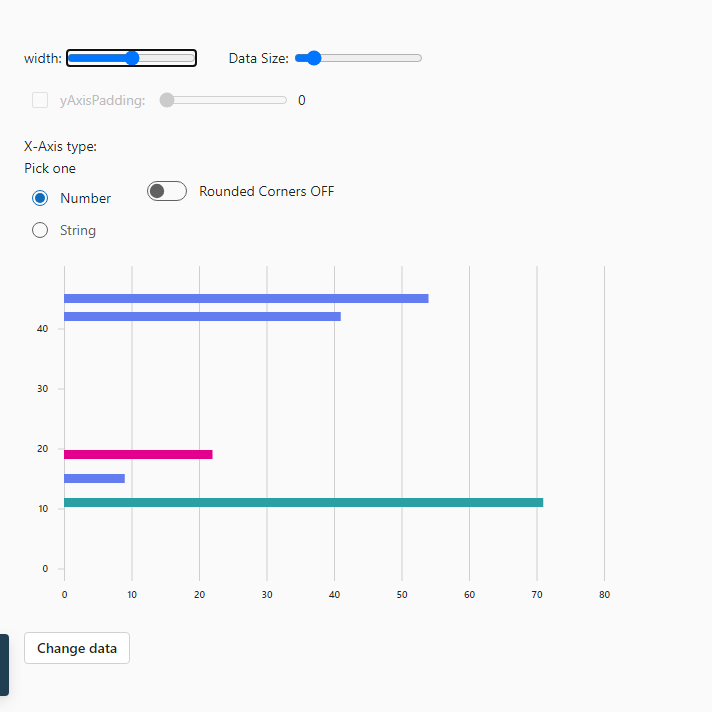 width: Data Size:
yAxisPadding: 0
X-Axis type:
Pick one
Number
Rounded Corners OFF
String
40
30
20
10
0
0 10 20 30 40 50 60 70 80
Change data